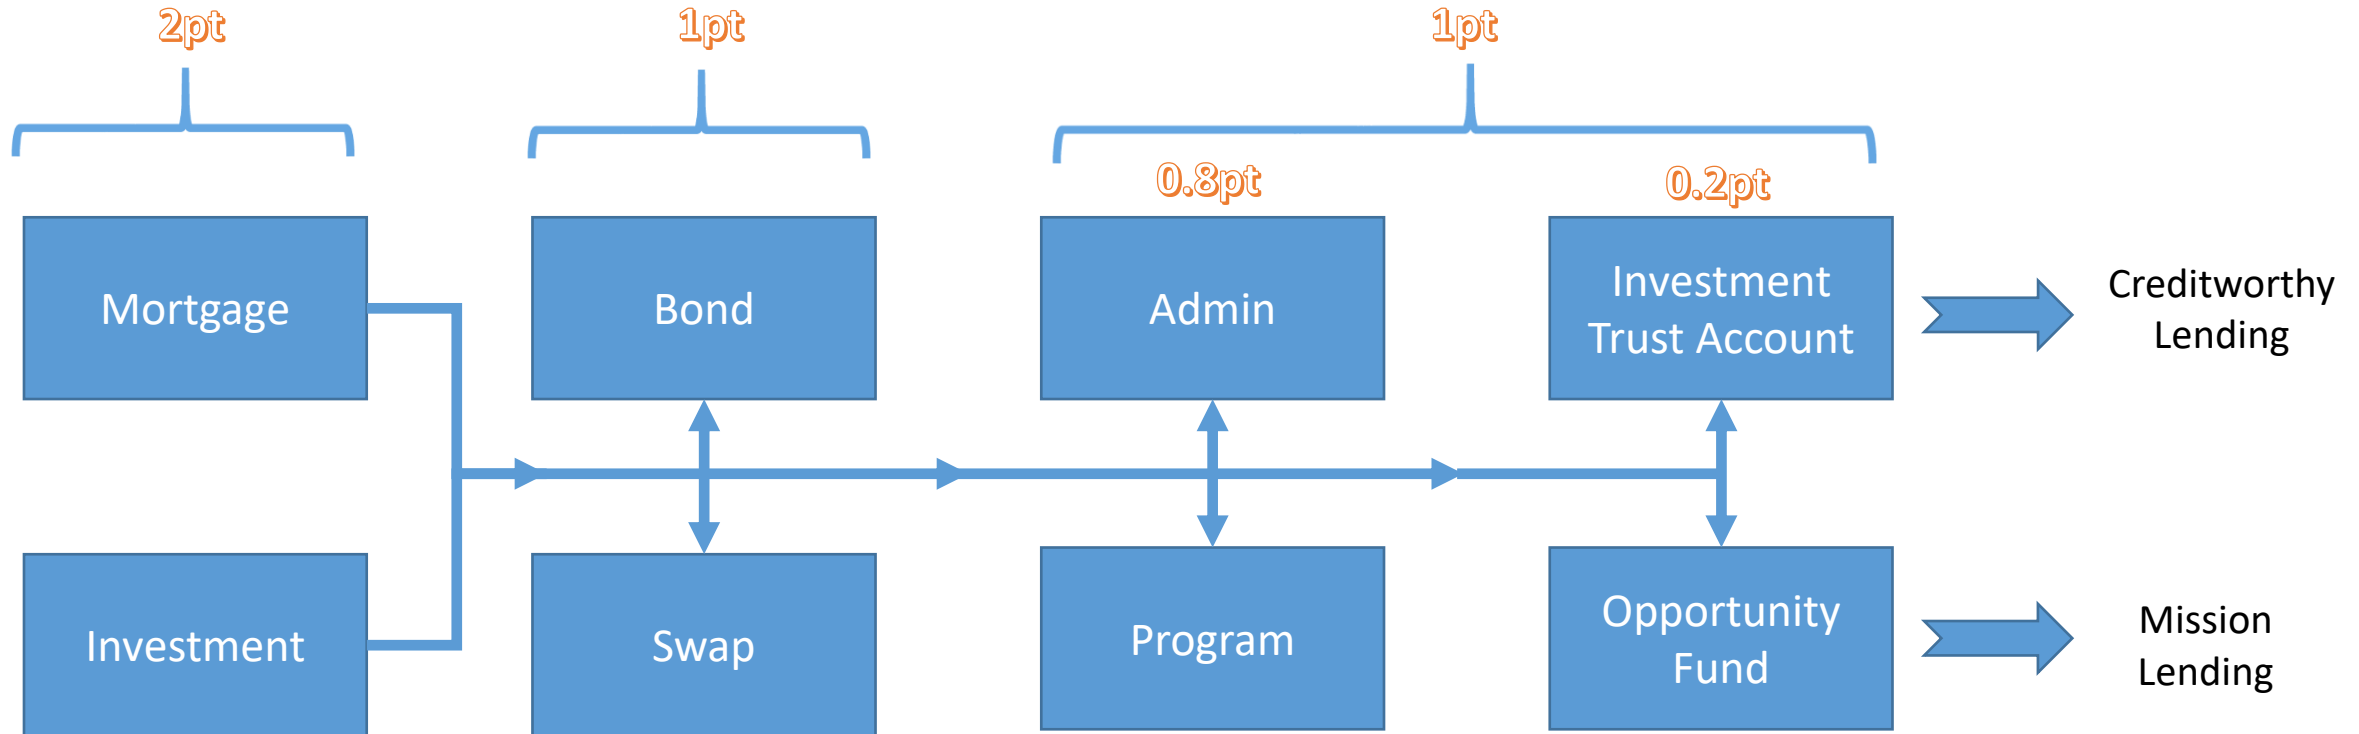 2pt
1pt
1pt
0.8pt
0.2pt
Mortgage
Bond
Admin
Investment
Trust Account
Creditworthy
Lending
Investment
Swap
Program
Opportunity
Fund
Mission
Lending